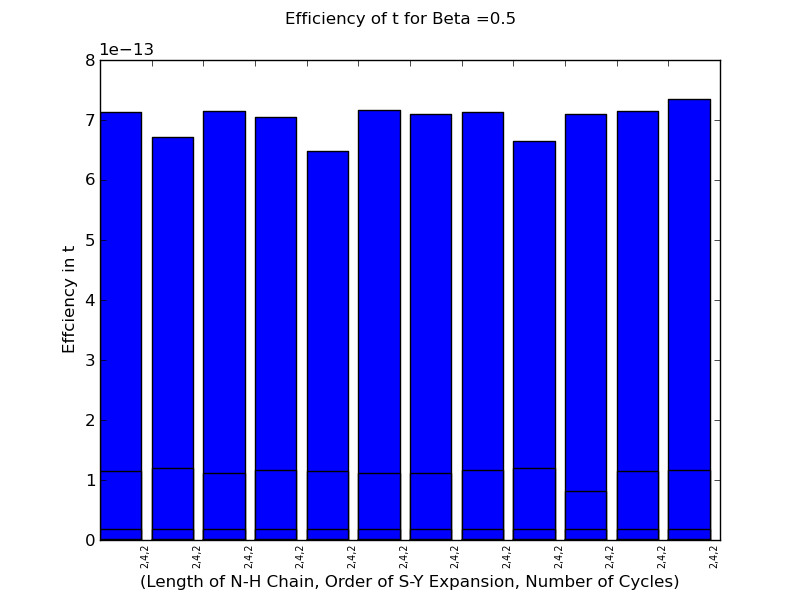 Efficiency of t for Beta =0.5
1e−13
8
7
6
5
4
3
2
1
0
Effciency in t
2,4,2 2,4,2 2,4,2 2,4,2 2,4,2 2,4,2 2,4,2 2,4,2 2,4,2 2,4,2 2,4,2 2,4,2
(Length of N-H Chain, Order of S-Y Expansion, Number of Cycles)